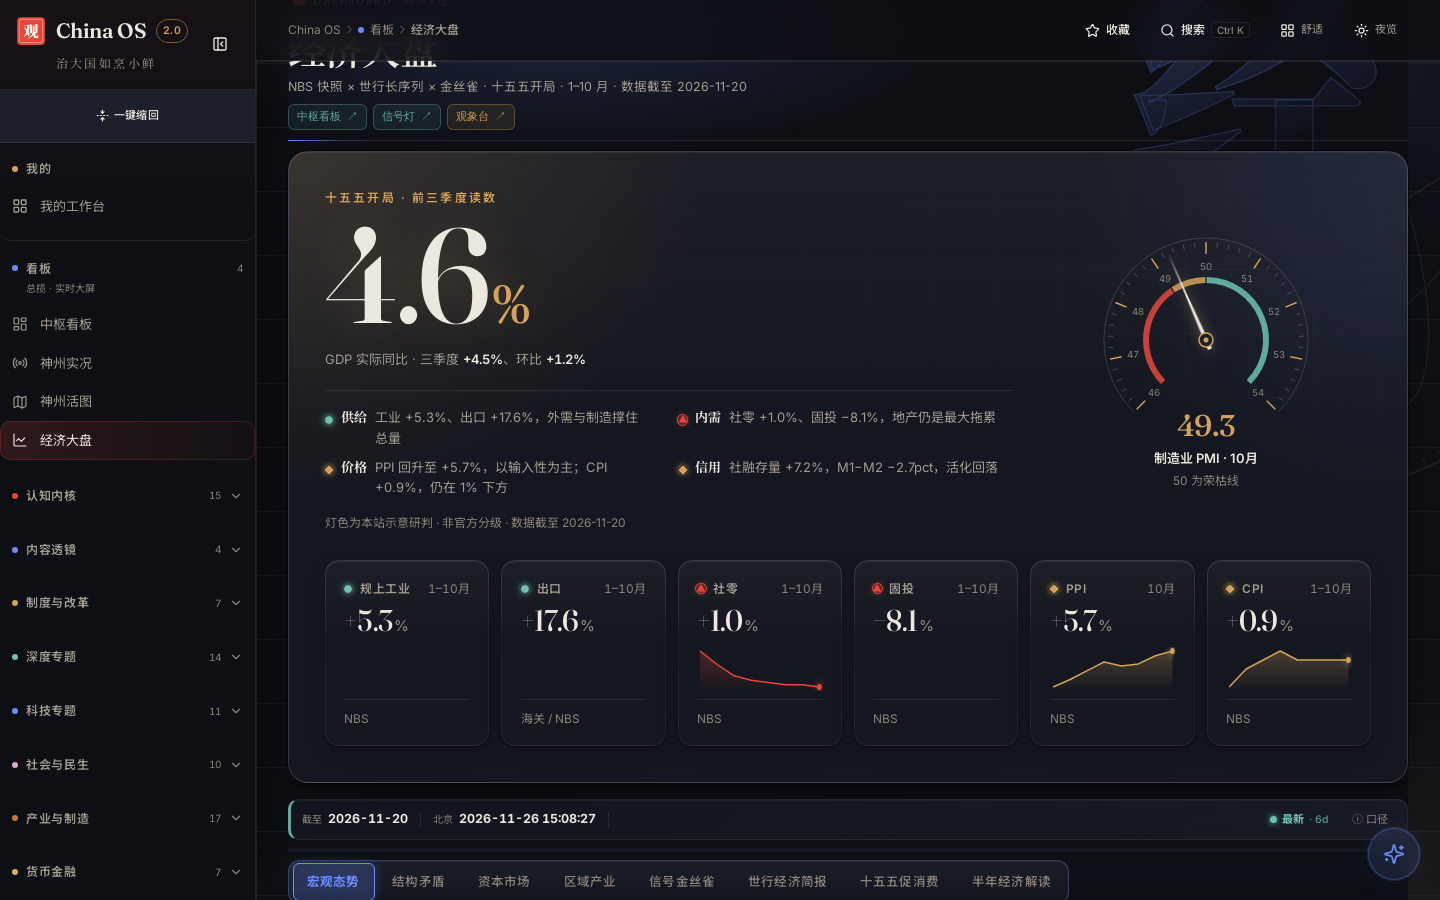 观 China OS 2.0
治大国如烹小鲜
一键缩回
我的
我的工作台
看板 4
总揽 · 实时大屏
中枢看板
神州实况
神州活图
经济大盘
认知内核 15
内容透镜 4
制度与改革 7
深度专题 14
科技专题 11
社会与民生 10
产业与制造 17
货币金融 7
China OS > 看板 > 经济大盘
收藏 搜索 Ctrl K 舒适 夜览
经济大盘
NBS 快照 × 世行长序列 × 金丝雀 · 十五五开局 · 1–10 月 · 数据截至 2026-11-20
中枢看板 ↗ 信号灯 ↗ 观象台 ↗
十五五开局 · 前三季度读数
4.6%
GDP 实际同比 · 三季度 +4.5%、环比 +1.2%
供给 工业 +5.3%、出口 +17.6%，外需与制造撑住
总量
内需 社零 +1.0%、固投 −8.1%，地产仍是最大拖累
价格 PPI 回升至 +5.7%，以输入性为主；CPI
+0.9%，仍在 1% 下方
信用 社融存量 +7.2%，M1−M2 −2.7pct，活化回落
灯色为本站示意研判 · 非官方分级 · 数据截至 2026-11-20
46 47 48 49 50 51 52 53 54
49.3
制造业 PMI · 10月
50 为荣枯线
规上工业 1–10月
+5.3%
NBS
出口 1–10月
+17.6%
海关 / NBS
社零 1–10月
+1.0%
NBS
固投 1–10月
−8.1%
NBS
PPI 10月
+5.7%
NBS
CPI 1–10月
+0.9%
NBS
截至 2026-11-20 北京 2026-11-26 15:08:27 最新 · 6d ⓘ 口径
宏观态势 结构矛盾 资本市场 区域产业 信号金丝雀 世行经济简报 十五五促消费 半年经济解读